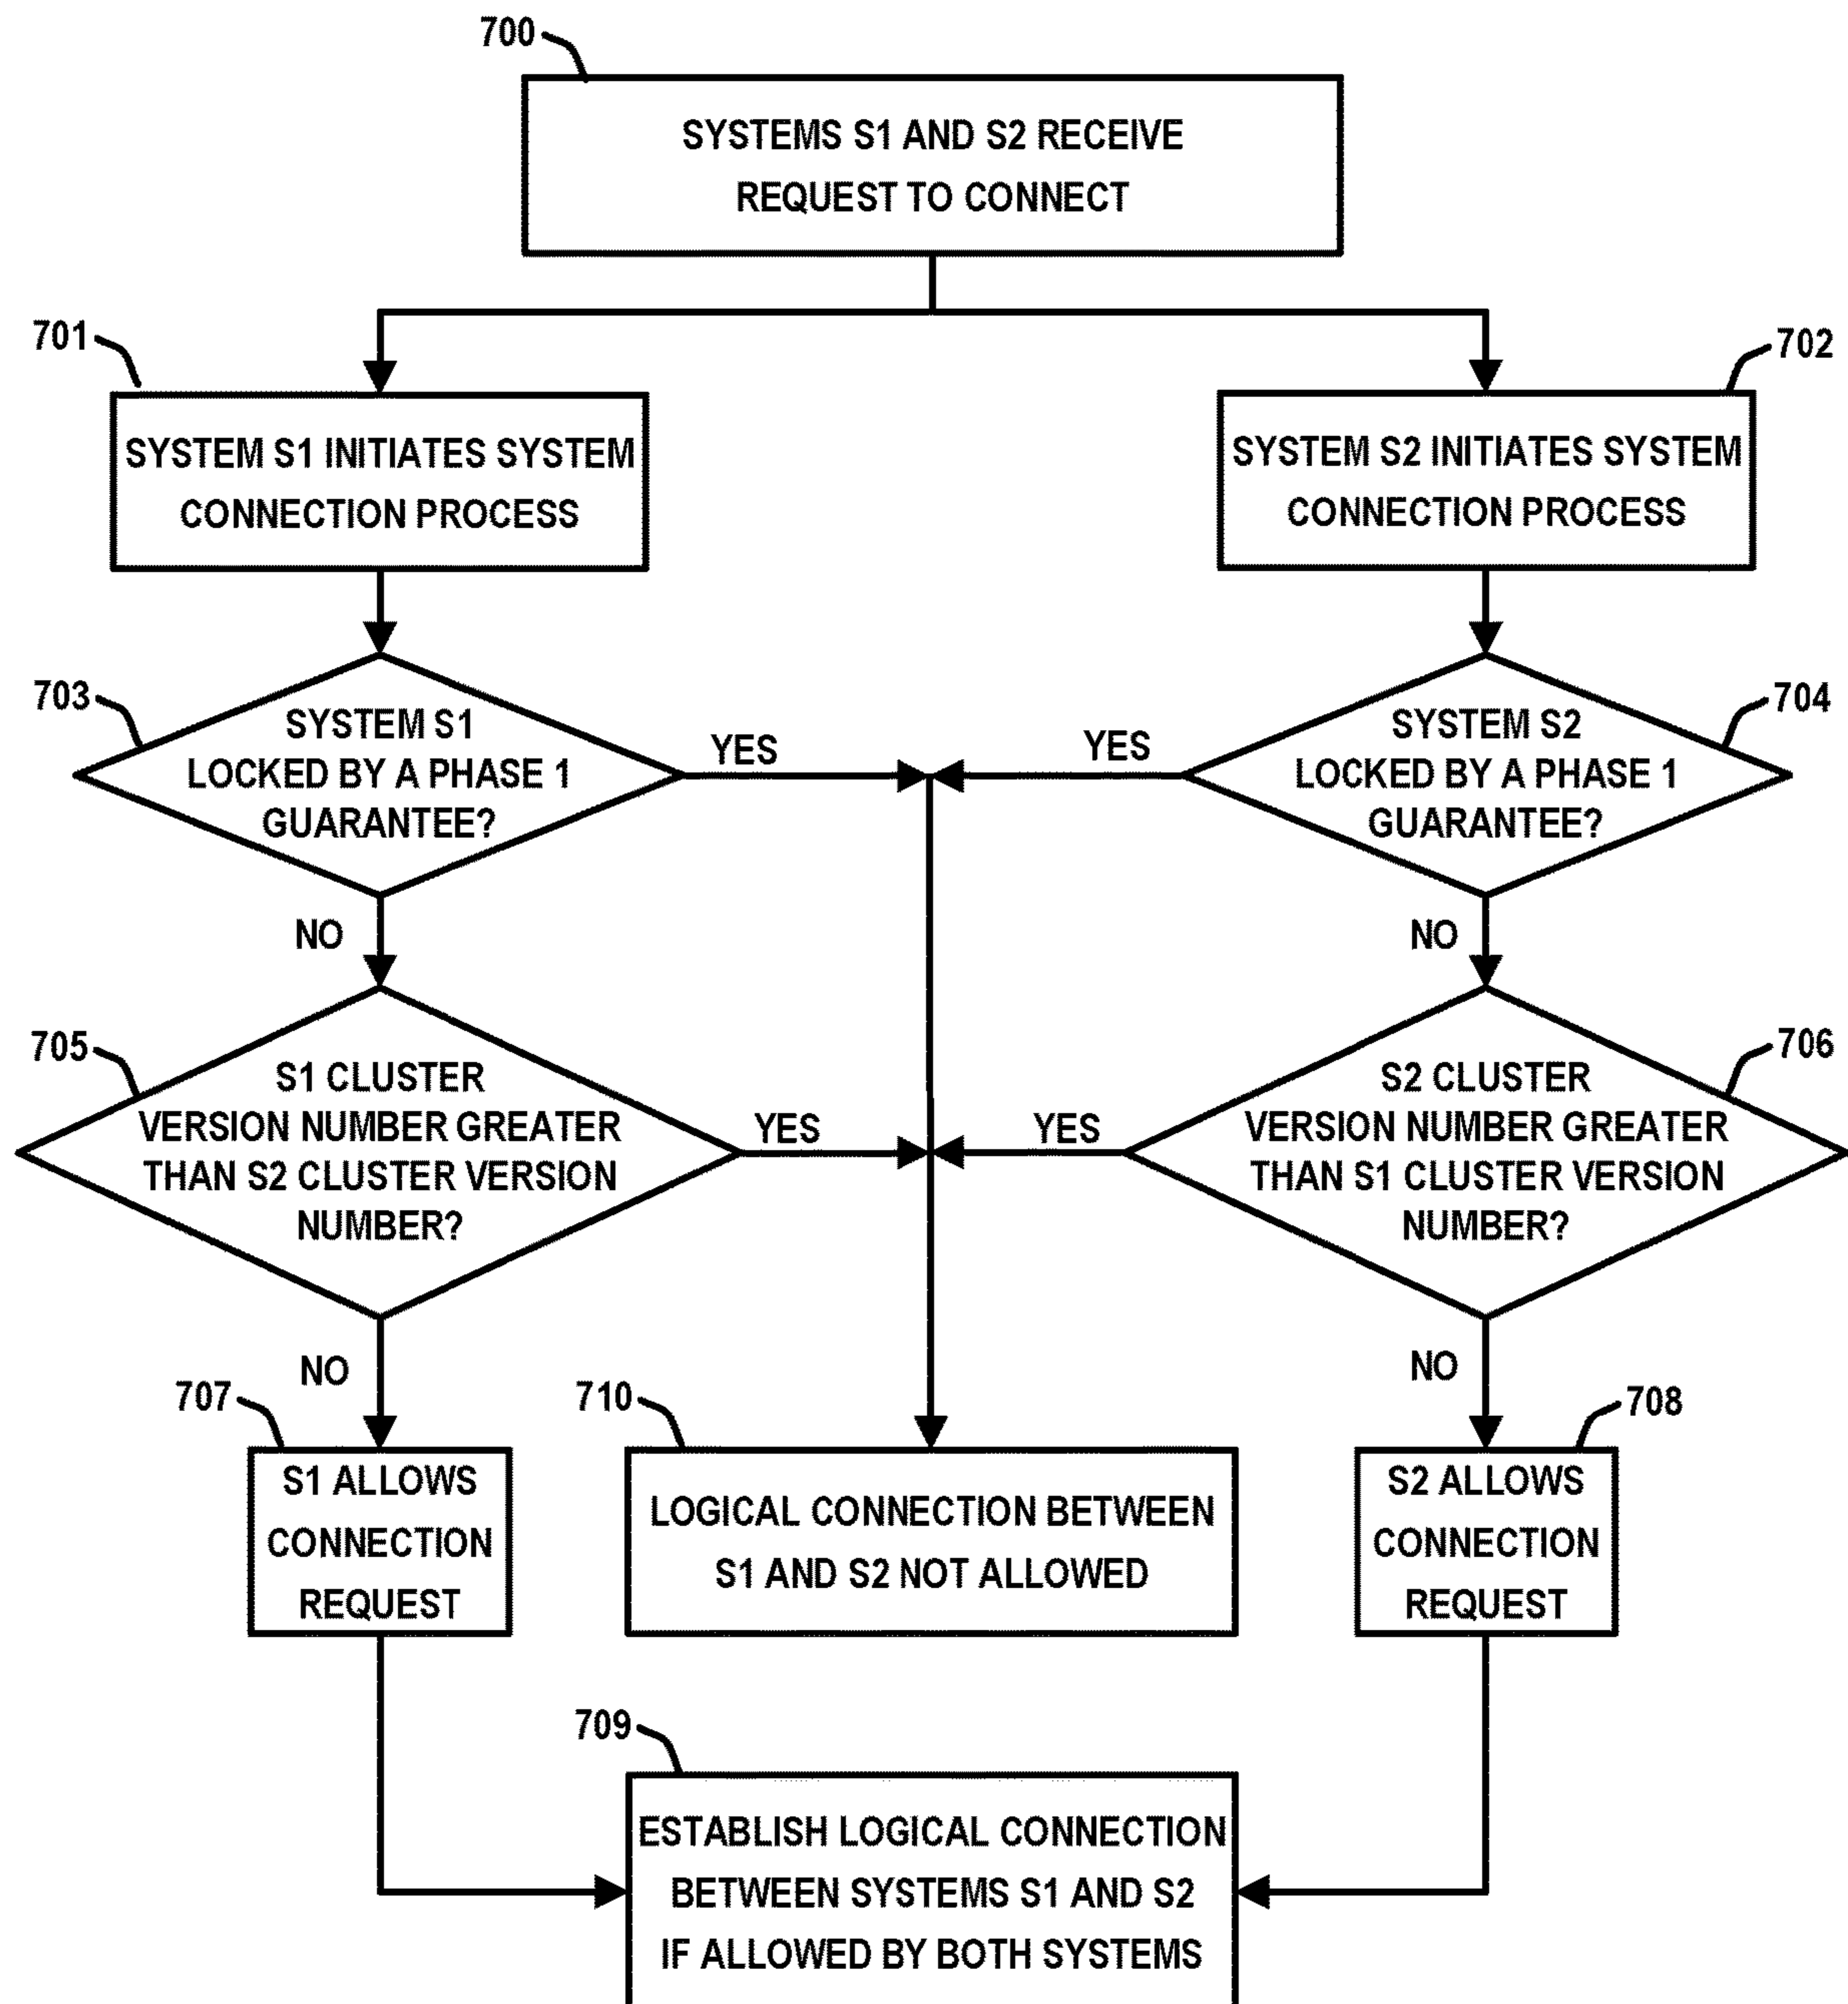 700
SYSTEMS S1 AND S2 RECEIVE
REQUEST TO CONNECT
701
702
SYSTEM S1 INITIATES SYSTEM
CONNECTION PROCESS
SYSTEM S2 INITIATES SYSTEM
CONNECTION PROCESS
703
SYSTEM S1
LOCKED BY A PHASE 1
GUARANTEE?
YES
YES
704
SYSTEM S2
LOCKED BY A PHASE 1
GUARANTEE?
NO
NO
705
S1 CLUSTER
VERSION NUMBER GREATER
THAN S2 CLUSTER VERSION
NUMBER?
YES
YES
706
S2 CLUSTER
VERSION NUMBER GREATER
THAN S1 CLUSTER VERSION
NUMBER?
NO
NO
707
S1 ALLOWS
CONNECTION
REQUEST
710
LOGICAL CONNECTION BETWEEN
S1 AND S2 NOT ALLOWED
708
S2 ALLOWS
CONNECTION
REQUEST
709
ESTABLISH LOGICAL CONNECTION
BETWEEN SYSTEMS S1 AND S2
IF ALLOWED BY BOTH SYSTEMS